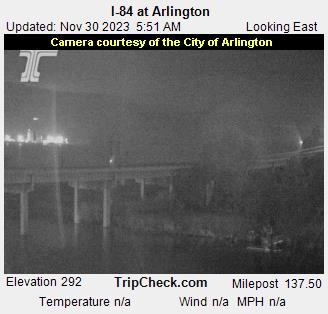 I-84 at Arlington
Updated: Nov 30 2023 5:51 AM Looking East
Camera courtesy of the City of Arlington
Elevation 292 TripCheck.com Milepost 137.50
Temperature n/a Wind n/a MPH n/a